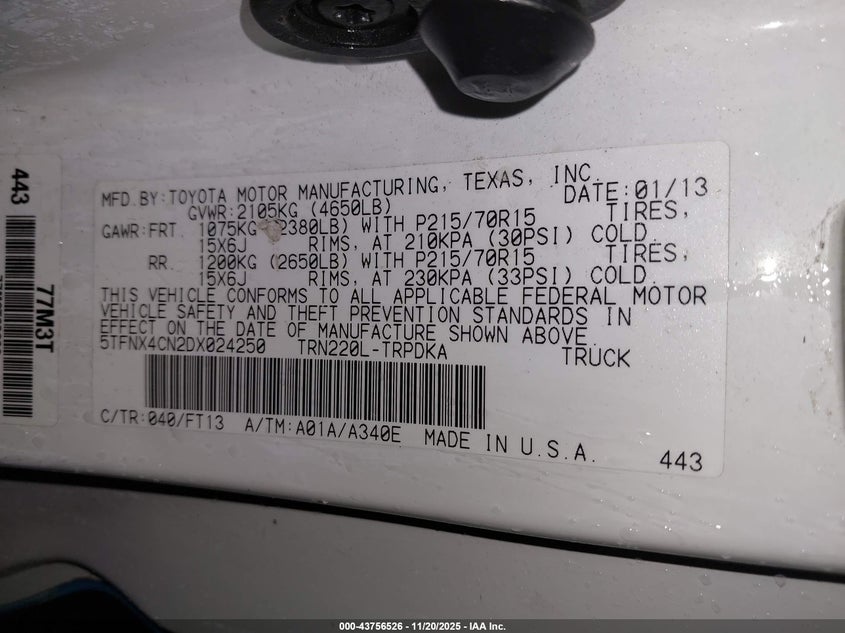 MFD.BY:TOYOTA MOTOR MANUFACTURING, TEXAS, INC.
DATE:01/13
GVWR:2105KG (4650LB)
GAWR:FRT. 1075KG (2380LB) WITH P215/70R15 TIRES,
15X6J RIMS, AT 210KPA (30PSI) COLD.
RR. 1200KG (2650LB) WITH P215/70R15 TIRES,
15X6J RIMS, AT 230KPA (33PSI) COLD.
THIS VEHICLE CONFORMS TO ALL APPLICABLE FEDERAL MOTOR
VEHICLE SAFETY AND THEFT PREVENTION STANDARDS IN
EFFECT ON THE DATE OF MANUFACTURE SHOWN ABOVE.
5TFNX4CN2DX024250 TRN220L-TRPDKA TRUCK
C/TR:040/FT13 A/TM:A01A/A340E MADE IN U.S.A.
443
443
77M3T
000-43756526 - 11/20/2025 - IAA Inc.